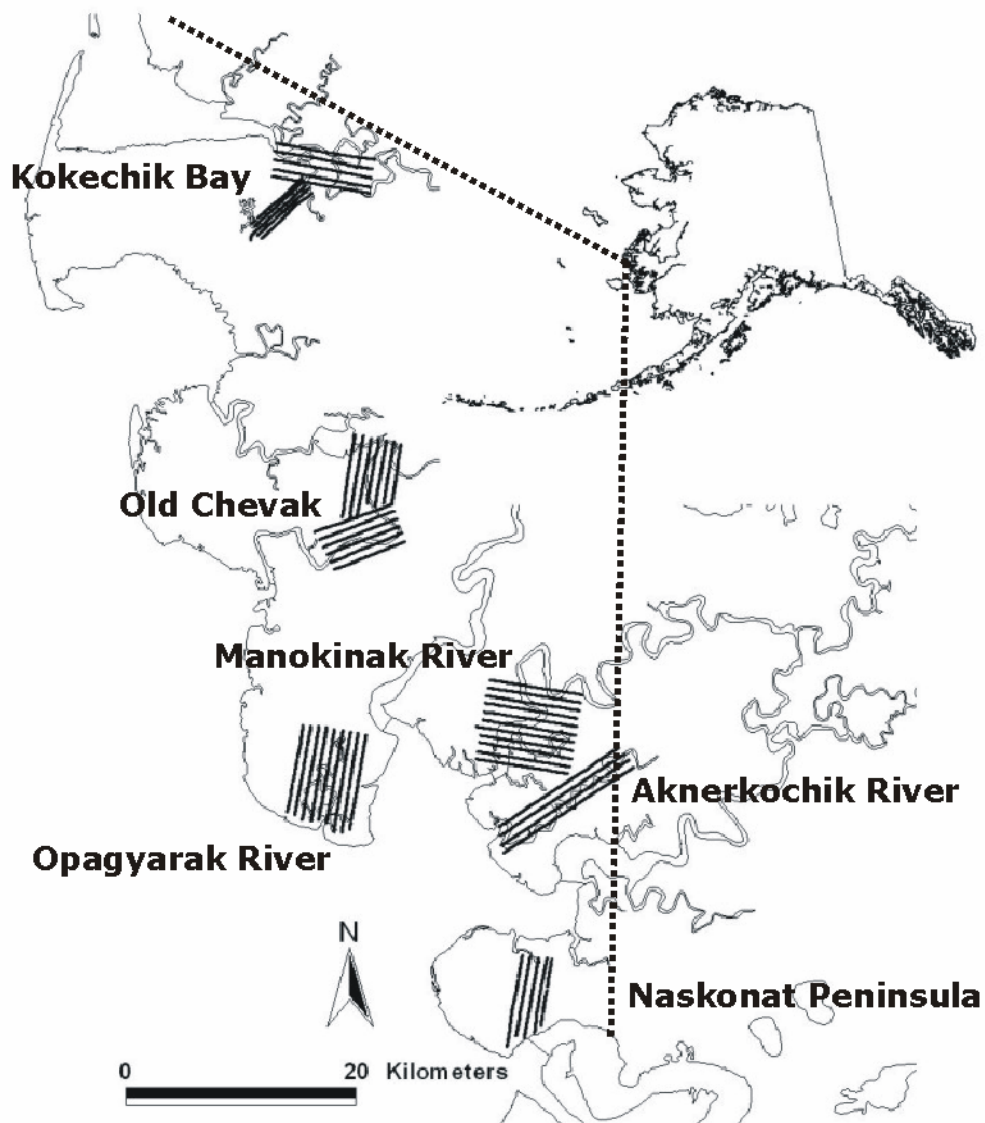 Kokechik Bay
Old Chevak
Manokinak River
Aknerkochik River
Opagyarak River
N
Naskonat Peninsula
0 20 Kilometers